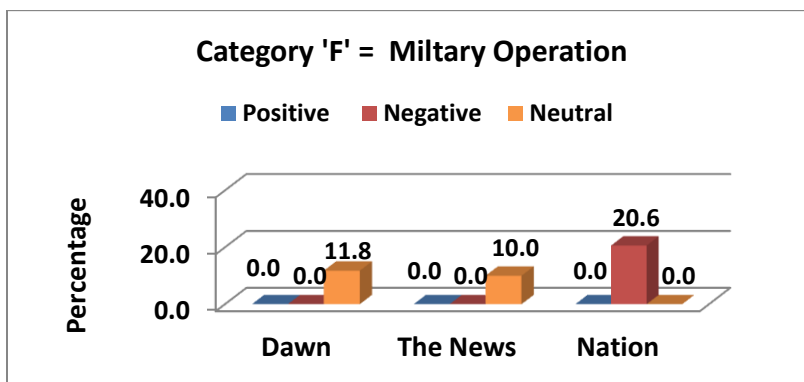 Category 'F' = Miltary Operation
Positive Negative Neutral
Percentage
40.0
20.0
0.0
0.0 0.0 11.8
0.0 0.0 10.0
0.0 20.6 0.0
Dawn The News Nation